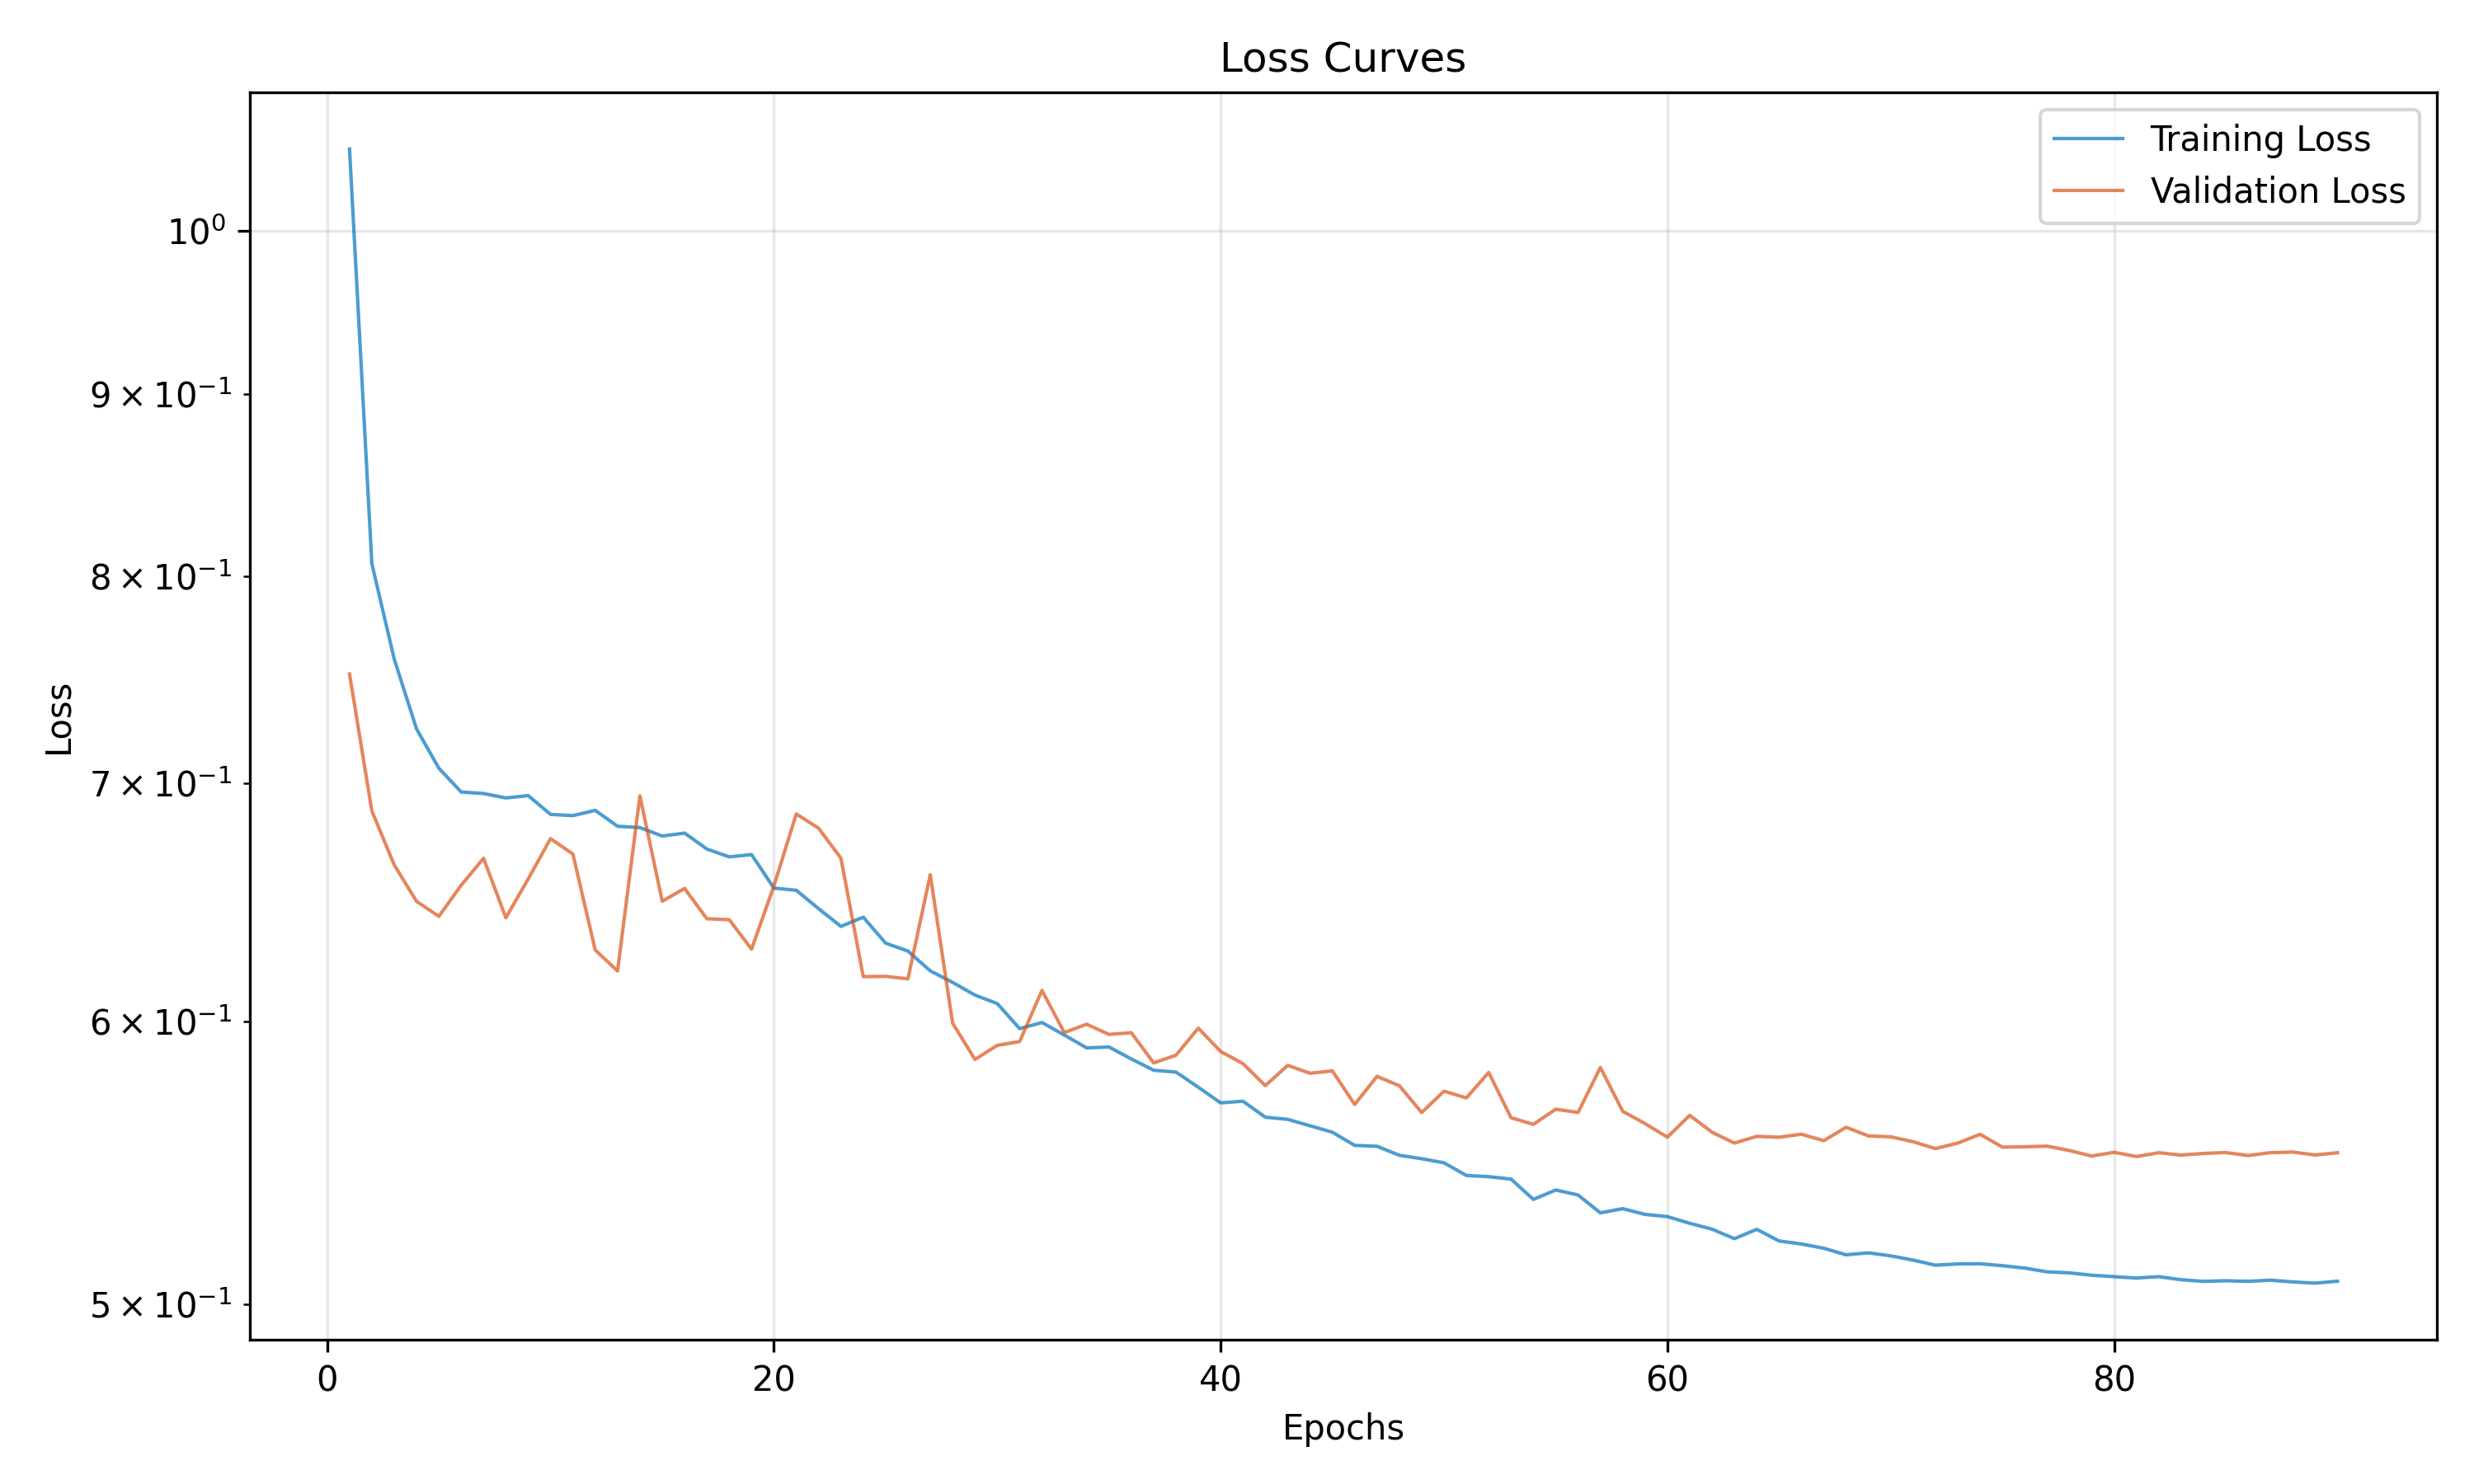 Loss Curves
Training Loss
Validation Loss
10⁰
9 × 10⁻¹
8 × 10⁻¹
7 × 10⁻¹
6 × 10⁻¹
5 × 10⁻¹
Loss
0 20 40 60 80
Epochs